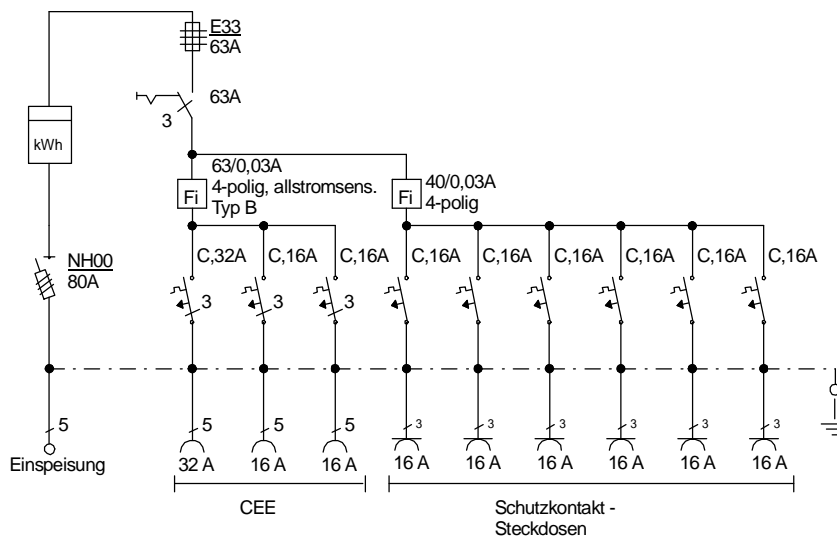 E33
63A
63A
3
kWh
63/0,03A
4-polig, allstromsens.
Typ B
Fi
40/0,03A
4-polig
Fi
NH00
80A
C,32A C,16A C,16A C,16A C,16A C,16A C,16A C,16A C,16A
3 3 3
5 5 5 5 3 3 3 3 3 3
Einspeisung
32 A 16 A 16 A 16 A 16 A 16 A 16 A 16 A 16 A
CEE
Schutzkontakt -
Steckdosen